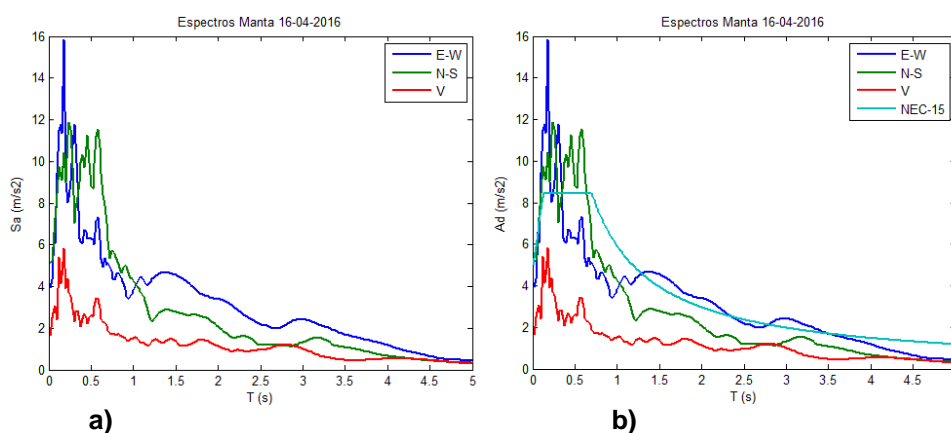 Espectros Manta 16-04-2016
16
14
12
10
8
6
4
2
0
Sa (m/s2)
E-W
N-S
V
0 0.5 1 1.5 2 2.5 3 3.5 4 4.5 5
T (s)
a)
Espectros Manta 16-04-2016
16
14
12
10
8
6
4
2
0
Ad (m/s2)
E-W
N-S
V
NEC-15
0 0.5 1 1.5 2 2.5 3 3.5 4 4.5
T (s)
b)